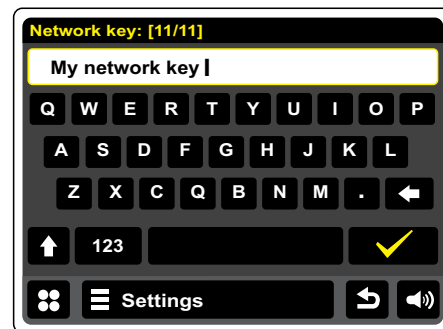 Network key: [11/11]
My network key
Q W E R T Y U I O P
A S D F G H J K L
Z X C Q B N M .
123
Settings